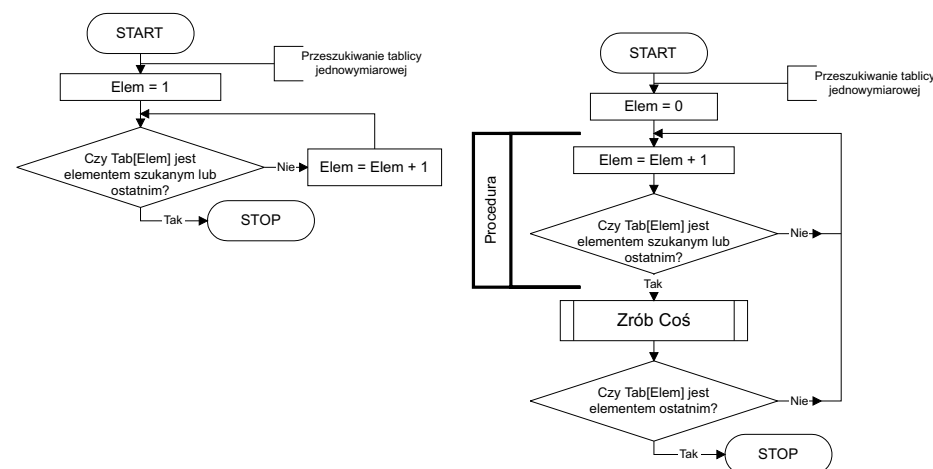 START
Przeszukiwanie tablicy
jednowymiarowej
Elem = 1
Czy Tab[Elem] jest
elementem szukanym lub
ostatnim?
Nie
Elem = Elem + 1
Tak
STOP
START
Przeszukiwanie tablicy
jednowymiarowej
Elem = 0
Procedura
Elem = Elem + 1
Czy Tab[Elem] jest
elementem szukanym lub
ostatnim?
Nie
Tak
Zrób Coś
Czy Tab[Elem] jest
elementem ostatnim?
Nie
Tak
STOP